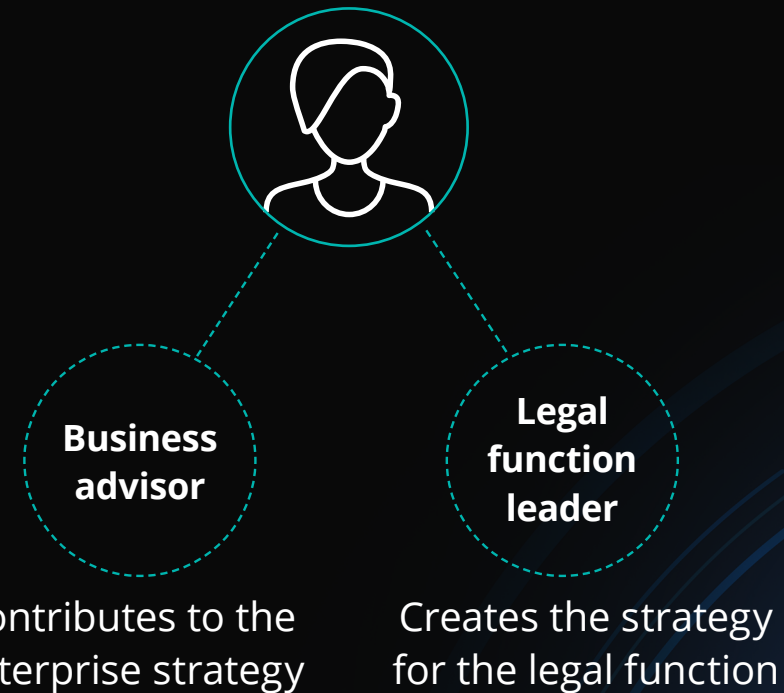 Business
advisor
Legal
function
leader
ontributes to the
terprise strategy
Creates the strategy
for the legal function